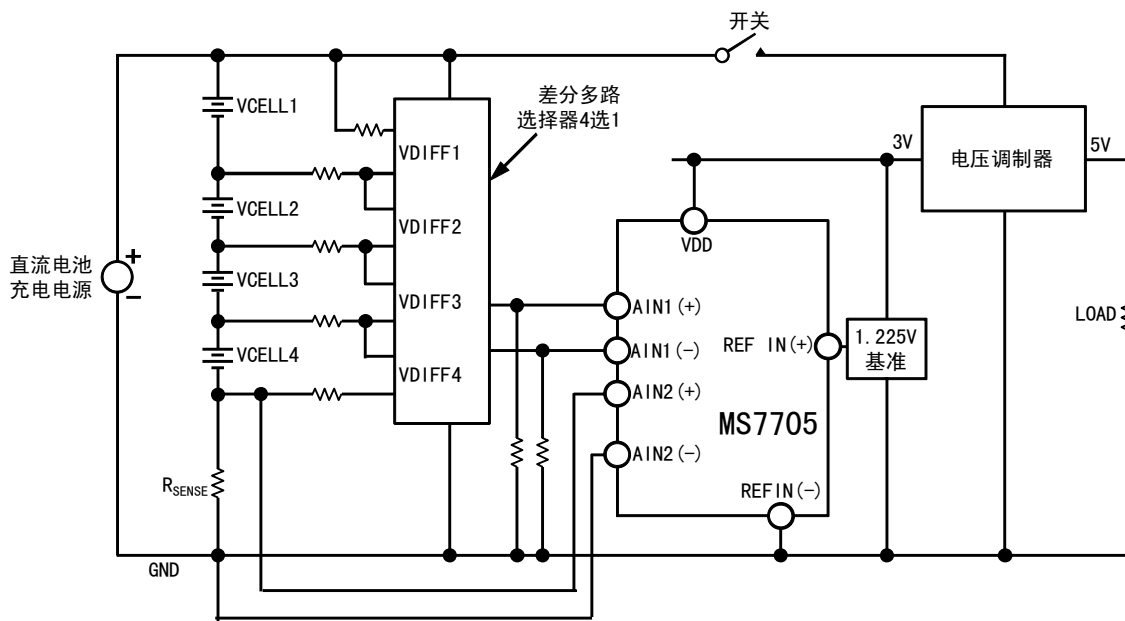 开关
VCELL1
差分多路
选择器4选1
VDIFF1
3V
电压调制器
5V
VCELL2
VDIFF2
VDD
直流电池
充电电源
+
−
VCELL3
VDIFF3
AIN1(+)
LOAD
VCELL4
AIN1(−)
REF IN(+)
1.225V
基准
VDIFF4
AIN2(+)
MS7705
AIN2(−)
RSENSE
REFIN(−)
GND